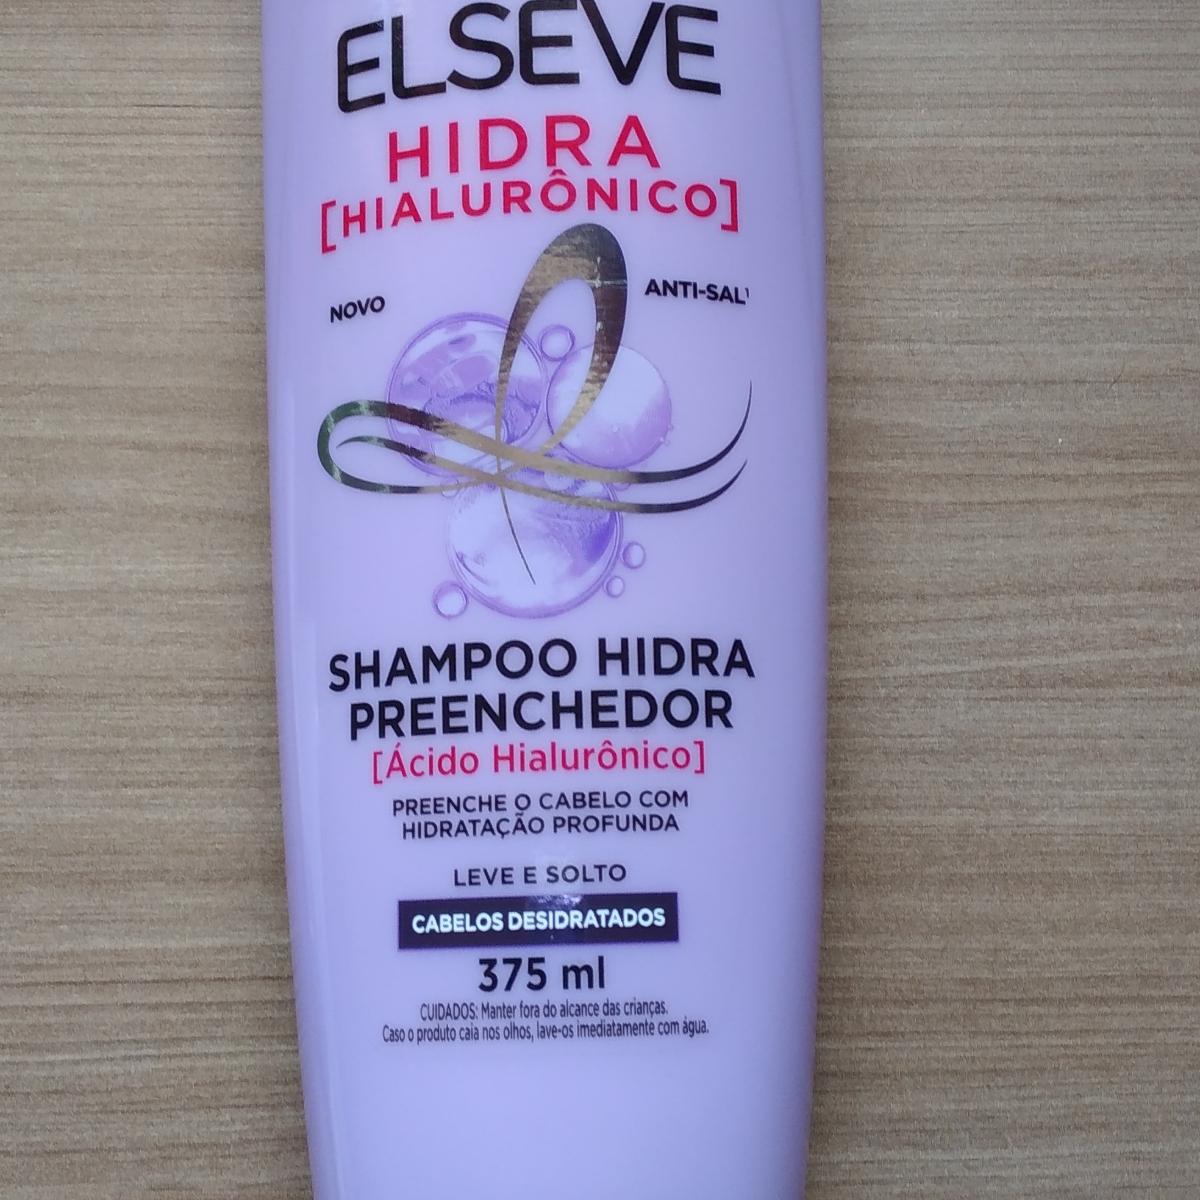 ELSEVE
HIDRA
[HIALURÔNICO]
NOVO
ANTI-SAL¹
SHAMPOO HIDRA
PREENCHEDOR
[Ácido Hialurônico]
PREENCHE O CABELO COM
HIDRATAÇÃO PROFUNDA
LEVE E SOLTO
CABELOS DESIDRATADOS
375 ml
CUIDADOS: Manter fora do alcance das crianças.
Caso o produto caia nos olhos, lave-os imediatamente com água.